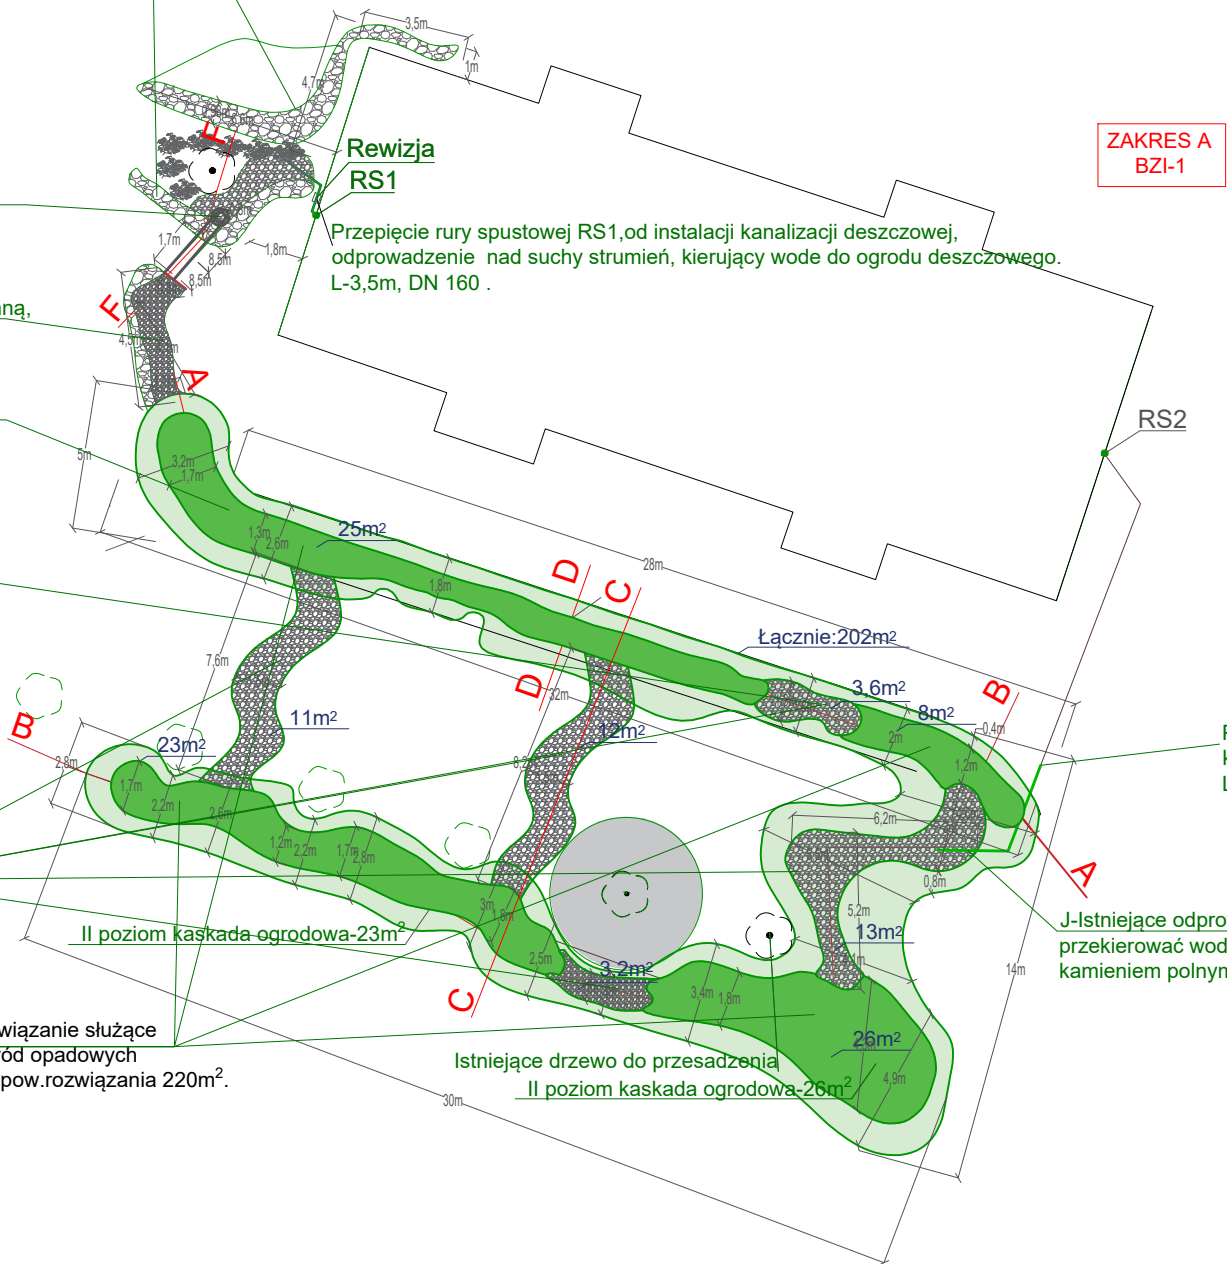 3,5m
1m
4,7m
F
Rewizja
RS1
ZAKRES A
BZI-1
Przepięcie rury spustowej RS1,od instalacji kanalizacji deszczowej,
odprowadzenie nad suchy strumień, kierujący wode do ogrodu deszczowego.
L-3,5m, DN 160 .
1,7m
1,8m
8,5m
8,5m
F
ną,
A
RS2
5m
3,2m
1,7m
1,3m
2,6m
25m²
1,8m
D
C
28m
Łącznie:202m²
7,6m
D
32m
3,6m²
B
8m²
0,4m
2m
1,2m
11m²
12m²
B
23m²
2,8m
1,7m
2,2m
2,6m
1,2m
2,2m
1,7m
2,8m
6,2m
0,8m
A
3m
1,8m
5,2m
13m²
II poziom kaskada ogrodowa-23m²
J-Istniejące odpro
przekierować wod
kamieniem polnym
2,5m
3,2m²
3,4m
1,8m
14m
C
wiązanie służące
ród opadowych
pow.rozwiązania 220m².
26m²
4,9m
Istniejące drzewo do przesadzenia
II poziom kaskada ogrodowa-26m²
30m